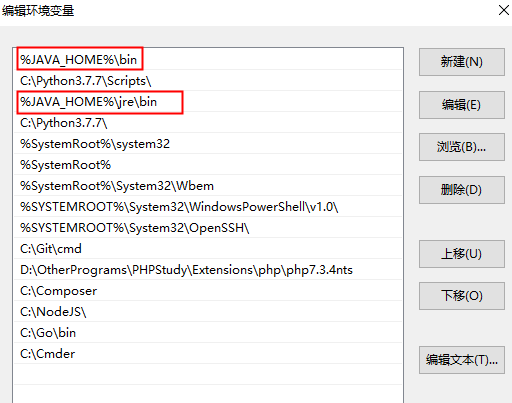 编辑环境变量
%JAVA_HOME%\bin
C:\Python3.7.7\Scripts\
%JAVA_HOME%\jre\bin
C:\Python3.7.7\
%SystemRoot%\system32
%SystemRoot%
%SystemRoot%\System32\Wbem
%SYSTEMROOT%\System32\WindowsPowerShell\v1.0\
%SYSTEMROOT%\System32\OpenSSH\
C:\Git\cmd
D:\OtherPrograms\PHPStudy\Extensions\php\php7.3.4nts
C:\Composer
C:\NodeJS\
C:\Go\bin
C:\Cmder
新建(N)
编辑(E)
浏览(B)...
删除(D)
上移(U)
下移(O)
编辑文本(T)...